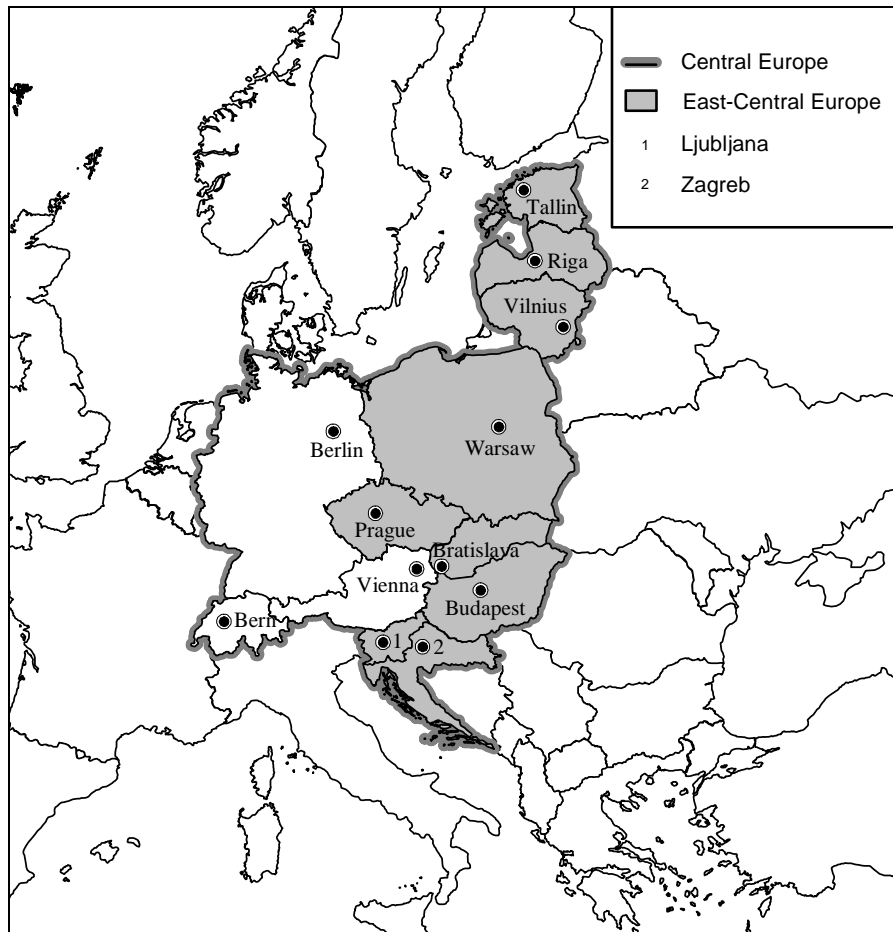 Central Europe
East-Central Europe
1 Ljubljana
2 Zagreb
Tallin
Riga
Vilnius
Berlin
Warsaw
Prague
Bratislava
Vienna
Budapest
Bern
1
2